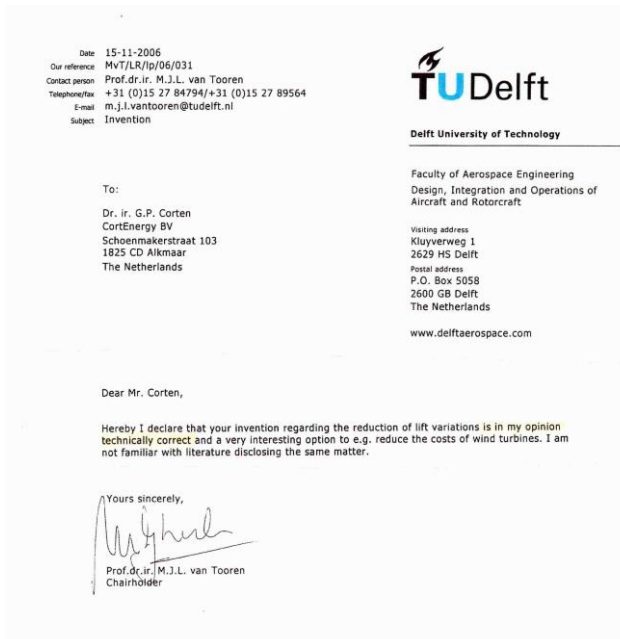 Date 15-11-2006
Our reference MvT/LR/lp/06/031
Contact person Prof.dr.ir. M.J.L. van Tooren
Telephone/fax +31 (0)15 27 84794/+31 (0)15 27 89564
E-mail m.j.l.vantooren@tudelft.nl
Subject Invention
TUDelft
Delft University of Technology
Faculty of Aerospace Engineering
Design, Integration and Operations of
Aircraft and Rotorcraft
Visiting address
Kluyverweg 1
2629 HS Delft
Postal address
P.O. Box 5058
2600 GB Delft
The Netherlands
www.delftaerospace.com
To:
Dr. ir. G.P. Corten
CortEnergy BV
Schoenmakerstraat 103
1825 CD Alkmaar
The Netherlands
Dear Mr. Corten,
Hereby I declare that your invention regarding the reduction of lift variations is in my opinion
technically correct and a very interesting option to e.g. reduce the costs of wind turbines. I am
not familiar with literature disclosing the same matter.
Yours sincerely,
Prof.dr.ir. M.J.L. van Tooren
Chairholder